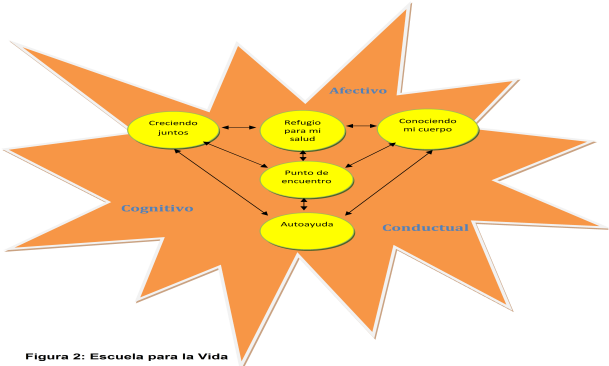 Afectivo
Creciendo
juntos
Refugio
para mi
salud
Conociendo
mi cuerpo
Punto de
encuentro
Cognitivo
Autoayuda
Conductual
Figura 2: Escuela para la Vida